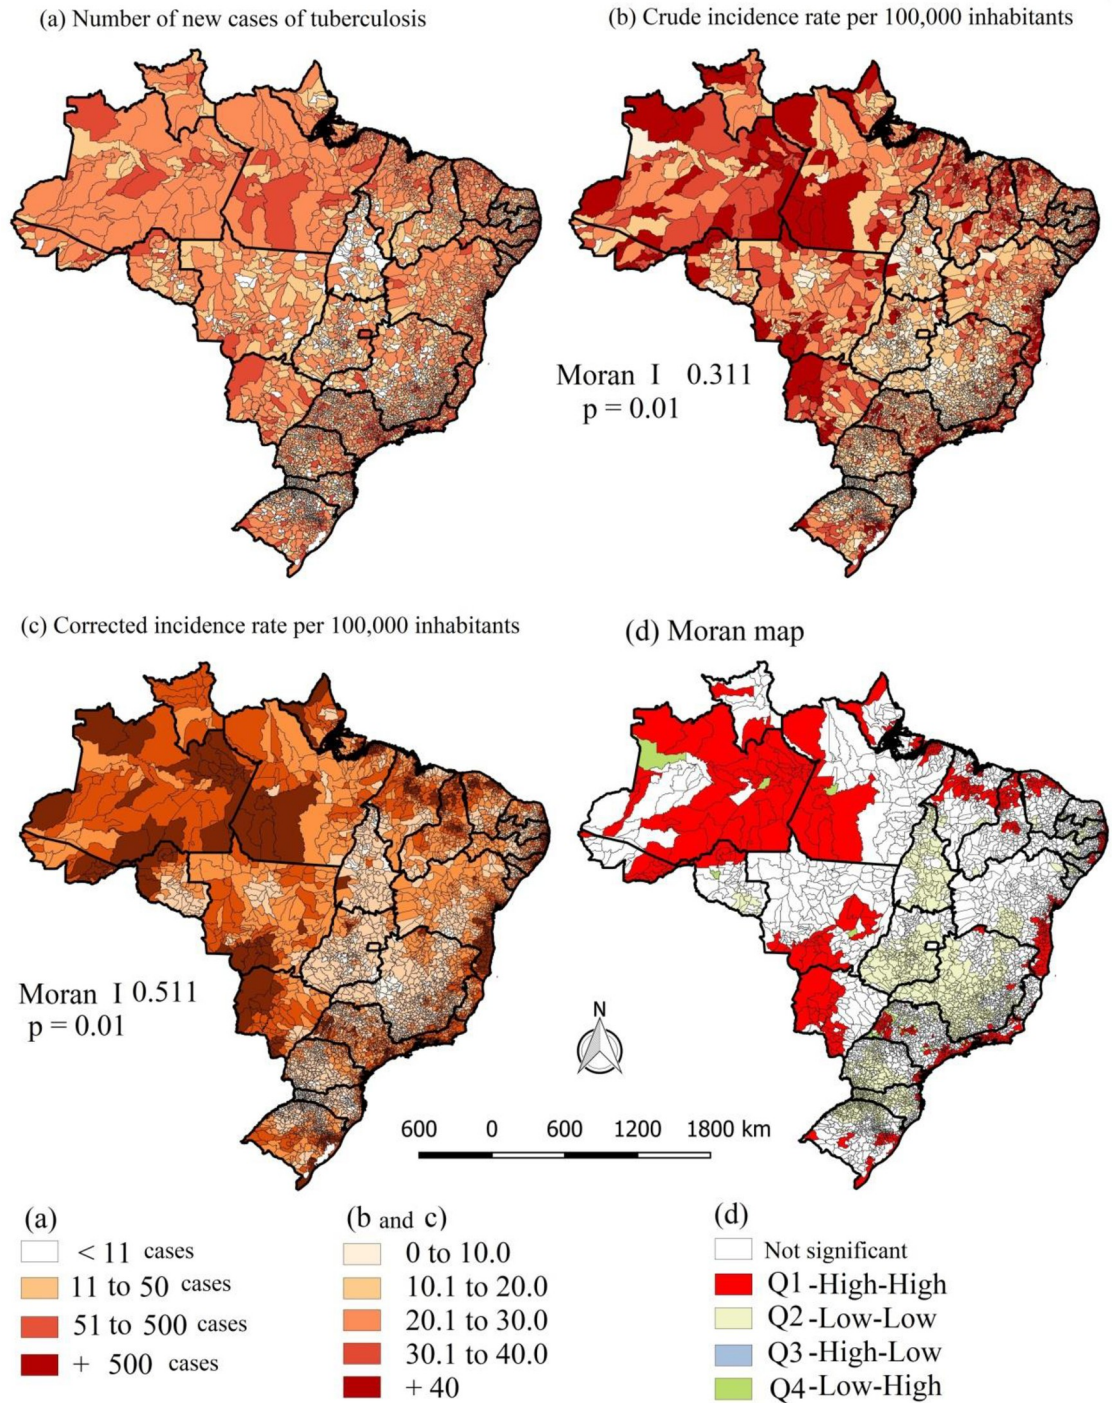 (a) Number of new cases of tuberculosis
(b) Crude incidence rate per 100,000 inhabitants
Moran I 0.311
p = 0.01
(c) Corrected incidence rate per 100,000 inhabitants
(d) Moran map
Moran I 0.511
p = 0.01
N
600 0 600 1200 1800 km
(a)
< 11 cases
11 to 50 cases
51 to 500 cases
+ 500 cases
(b and c)
0 to 10.0
10.1 to 20.0
20.1 to 30.0
30.1 to 40.0
+ 40
(d)
Not significant
Q1 -High-High
Q2 -Low-Low
Q3 -High-Low
Q4-Low-High